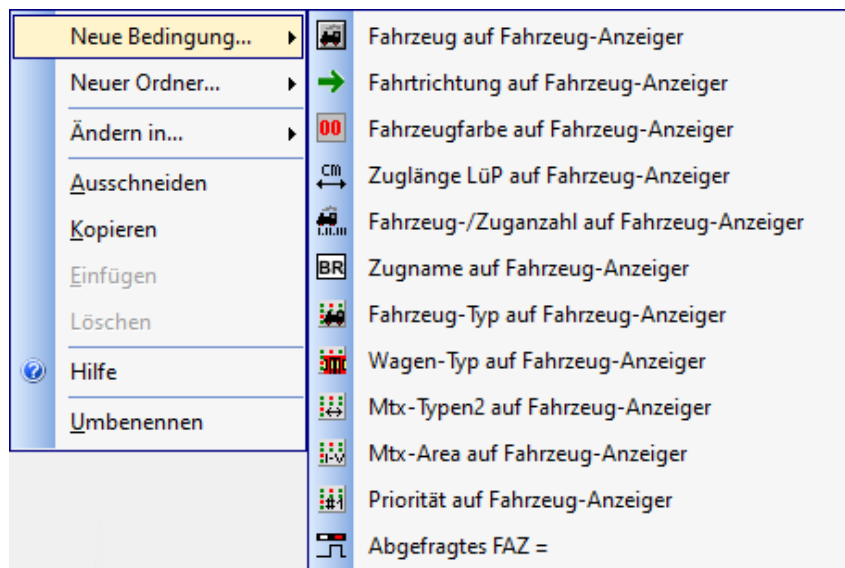 Neue Bedingung...
Neuer Ordner...
Ändern in...
Ausschneiden
Kopieren
Einfügen
Löschen
Hilfe
Umbenennen
Fahrzeug auf Fahrzeug-Anzeiger
Fahrtrichtung auf Fahrzeug-Anzeiger
00 Fahrzeugfarbe auf Fahrzeug-Anzeiger
cm Zuglänge LüP auf Fahrzeug-Anzeiger
I.II.III Fahrzeug-/Zuganzahl auf Fahrzeug-Anzeiger
BR Zugname auf Fahrzeug-Anzeiger
Fahrzeug-Typ auf Fahrzeug-Anzeiger
Wagen-Typ auf Fahrzeug-Anzeiger
Mtx-Typen2 auf Fahrzeug-Anzeiger
I-V Mtx-Area auf Fahrzeug-Anzeiger
#1 Priorität auf Fahrzeug-Anzeiger
Abgefragtes FAZ =